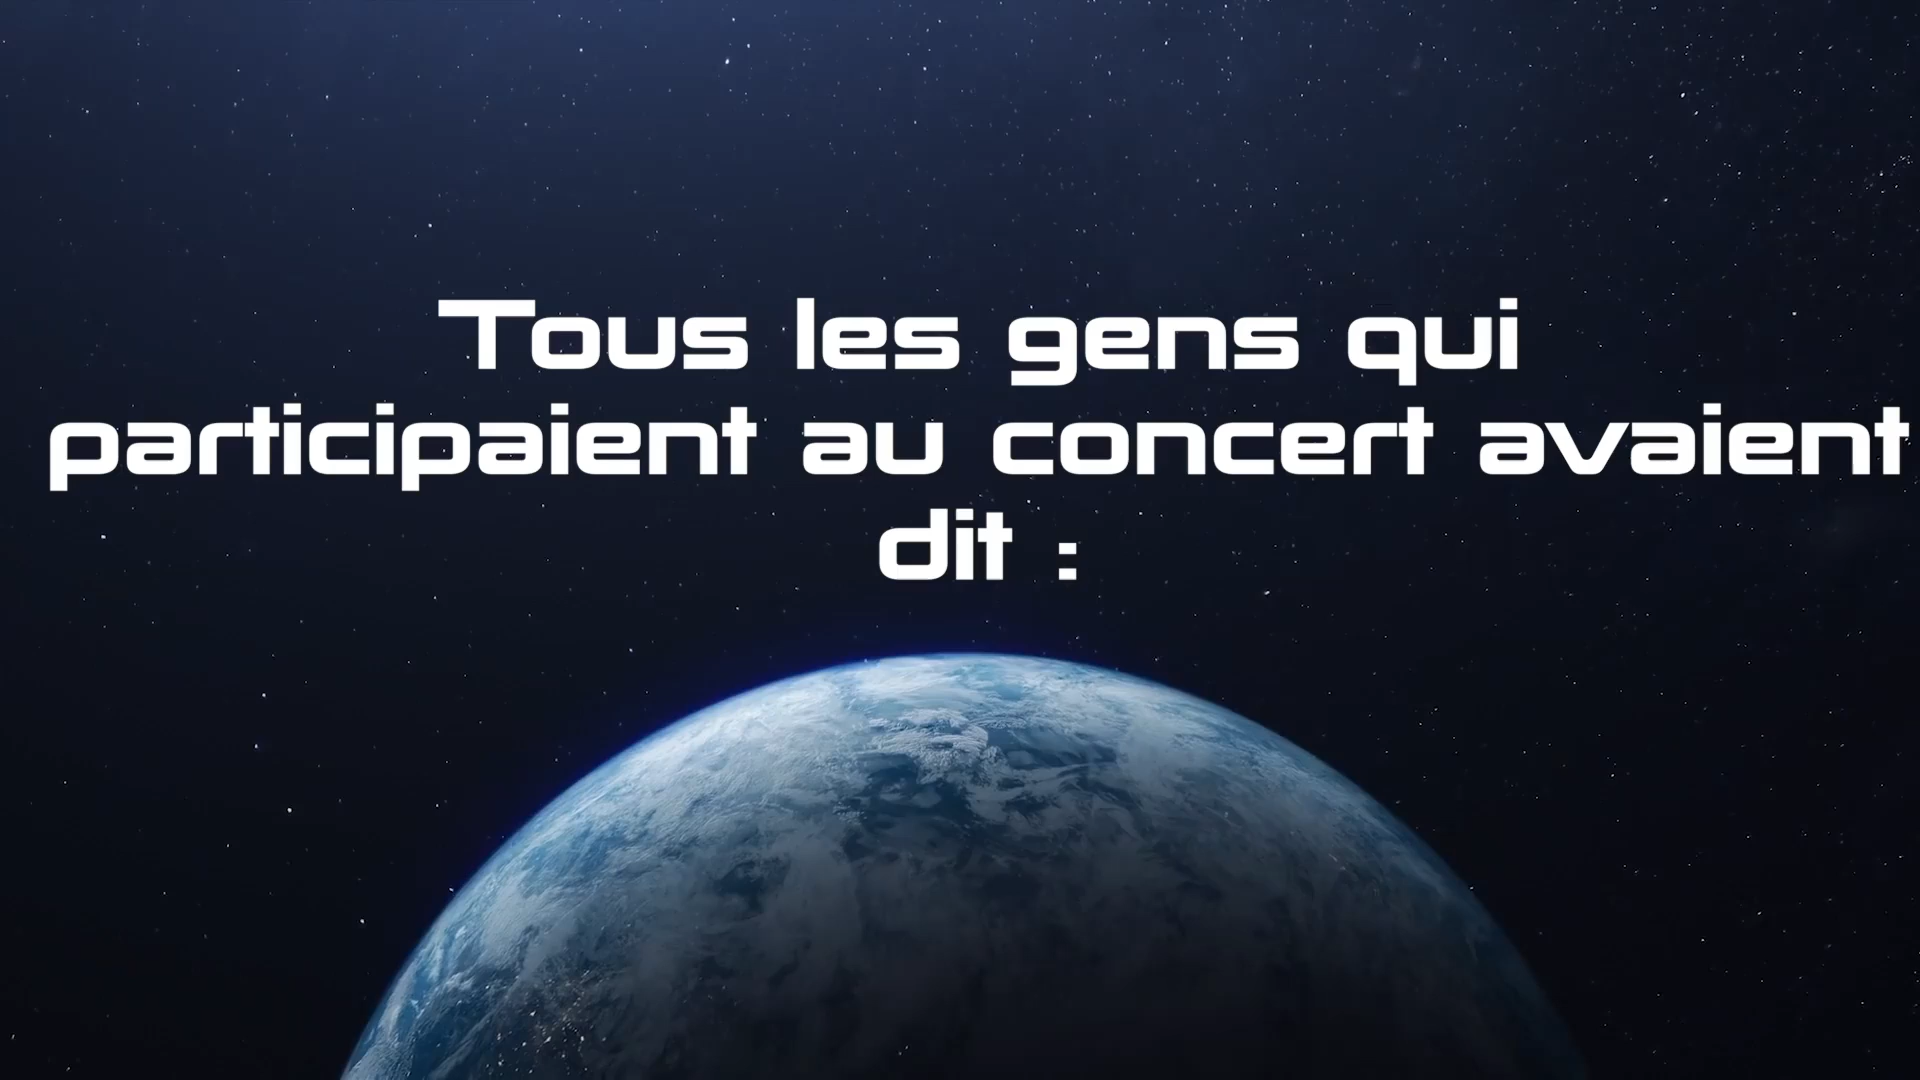 Tous les gens qui
participaient au concert avaient
dit :